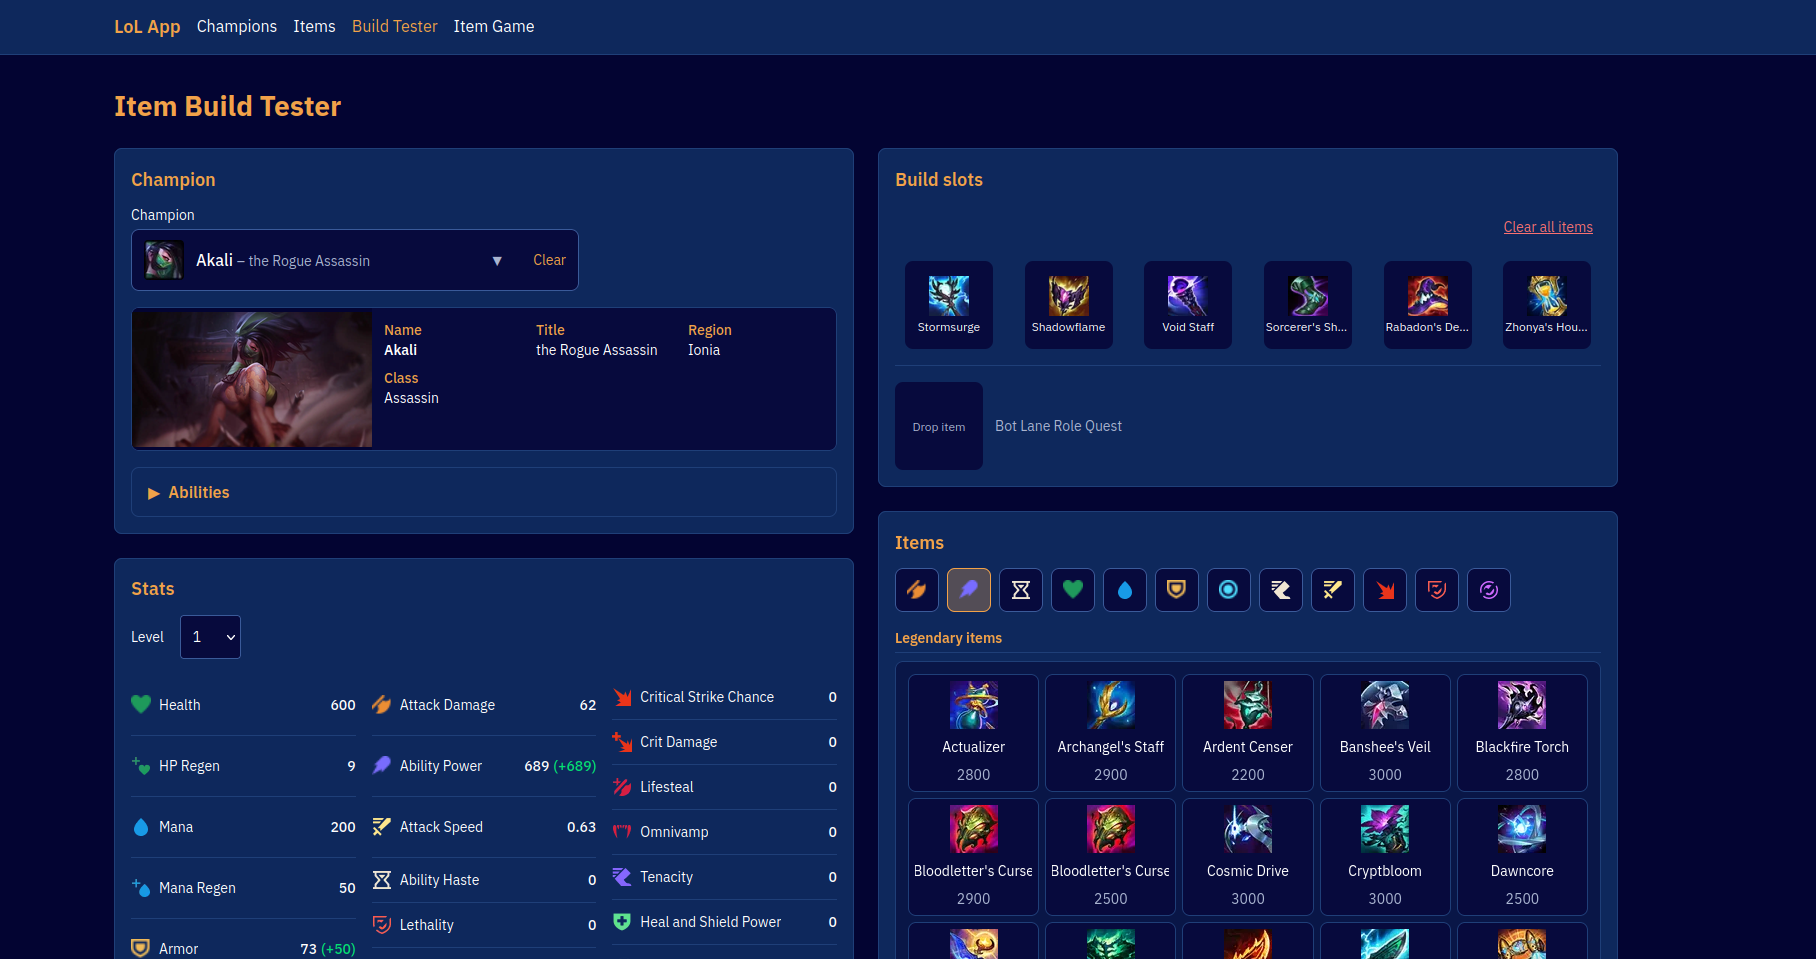 LoL App Champions Items Build Tester Item Game
Item Build Tester
Champion
Champion
Akali – the Rogue Assassin ▼ Clear
Name
Akali
Title
the Rogue Assassin
Region
Ionia
Class
Assassin
▶ Abilities
Stats
Level 1
Health 600
HP Regen 9
Mana 200
Mana Regen 50
Armor 73 (+50)
Attack Damage 62
Ability Power 689 (+689)
Attack Speed 0.63
Ability Haste 0
Lethality 0
Critical Strike Chance 0
Crit Damage 0
Lifesteal 0
Omnivamp 0
Tenacity 0
Heal and Shield Power 0
Build slots
Clear all items
Stormsurge
Shadowflame
Void Staff
Sorcerer's Sh...
Rabadon's De...
Zhonya's Hou...
Drop item
Bot Lane Role Quest
Items
Legendary items
Actualizer
2800
Archangel's Staff
2900
Ardent Censer
2200
Banshee's Veil
3000
Blackfire Torch
2800
Bloodletter's Curse
2900
Bloodletter's Curse
2500
Cosmic Drive
3000
Cryptbloom
3000
Dawncore
2500